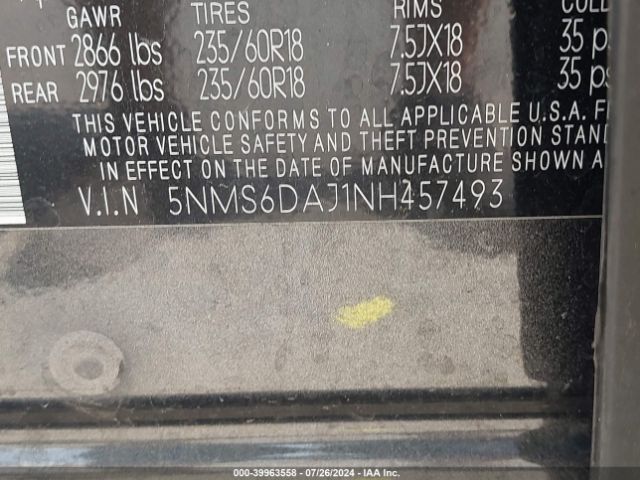 GAWR TIRES RIMS
FRONT 2866 lbs 235/60R18 7.5JX18 35
REAR 2976 lbs 235/60R18 7.5JX18 35
THIS VEHICLE CONFORMS TO ALL APPLICABLE U.S.A.
MOTOR VEHICLE SAFETY AND THEFT PREVENTION
IN EFFECT ON THE DATE OF MANUFACTURE SHOWN
V.I.N 5NMS6DAJ1NH457493
000-39963558 - 07/26/2024 - IAA Inc.